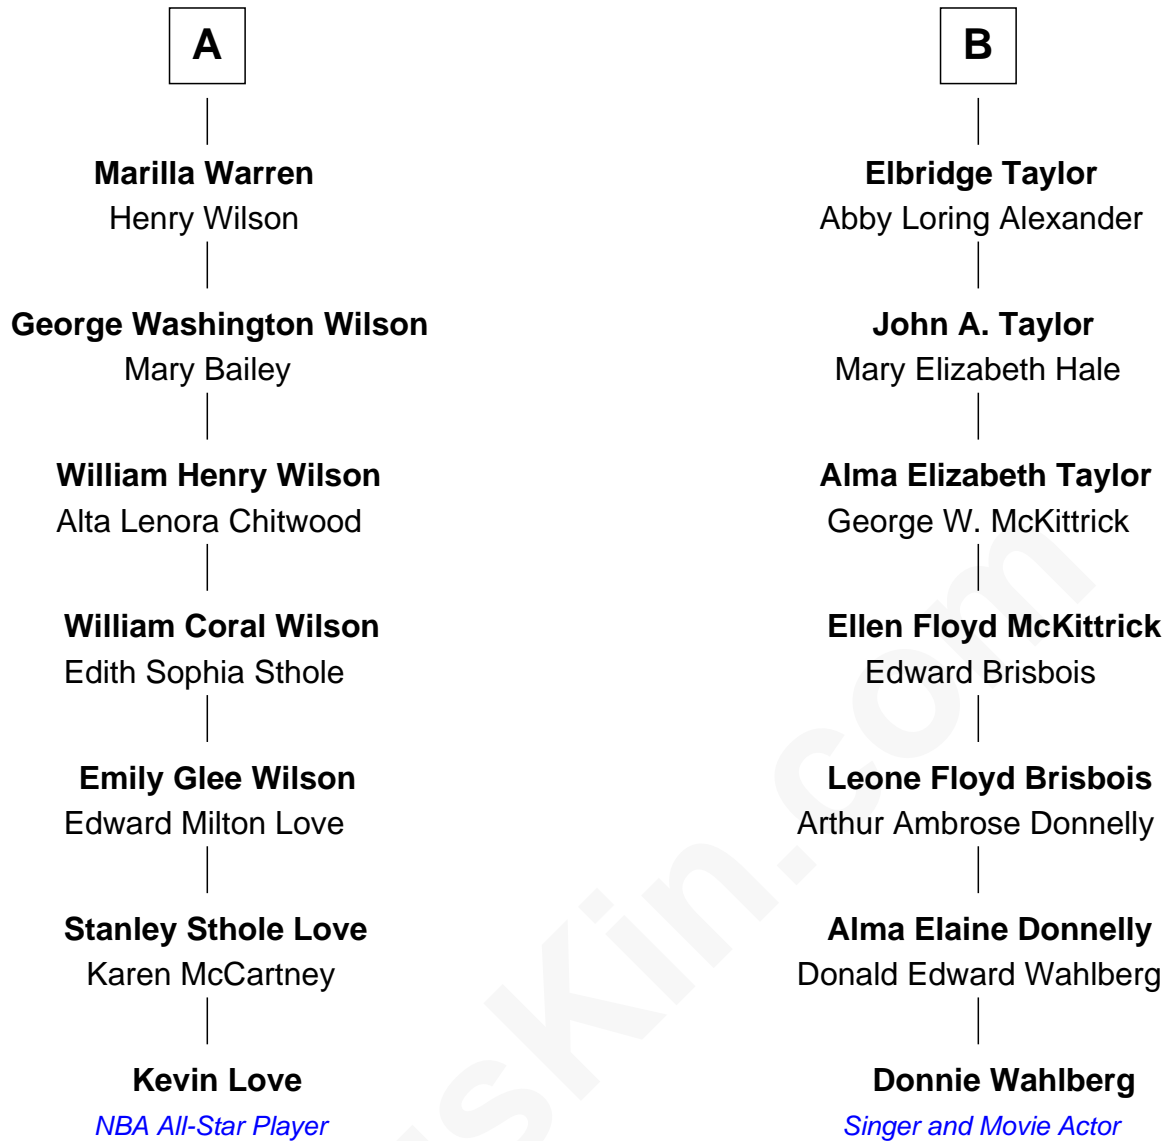 A
Marilla Warren
Henry Wilson
George Washington Wilson
Mary Bailey
William Henry Wilson
Alta Lenora Chitwood
William Coral Wilson
Edith Sophia Sthole
Emily Glee Wilson
Edward Milton Love
Stanley Sthole Love
Karen McCartney
Kevin Love
NBA All-Star Player
B
Elbridge Taylor
Abby Loring Alexander
John A. Taylor
Mary Elizabeth Hale
Alma Elizabeth Taylor
George W. McKittrick
Ellen Floyd McKittrick
Edward Brisbois
Leone Floyd Brisbois
Arthur Ambrose Donnelly
Alma Elaine Donnelly
Donald Edward Wahlberg
Donnie Wahlberg
Singer and Movie Actor
sKin.com